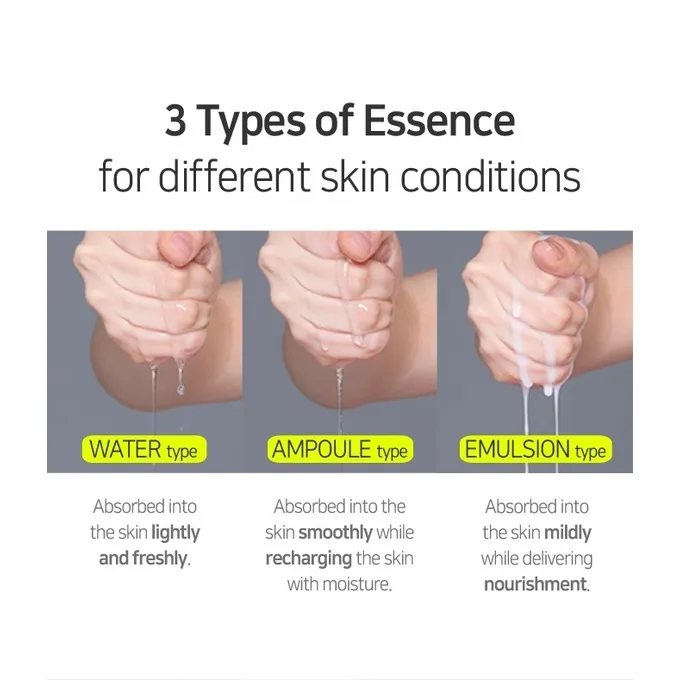 3 Types of Essence
for different skin conditions
WATER type
AMPOULE type
EMULSION type
Absorbed into
the skin lightly
and freshly.
Absorbed into the
skin smoothly while
recharging the skin
with moisture.
Absorbed into
the skin mildly
while delivering
nourishment.